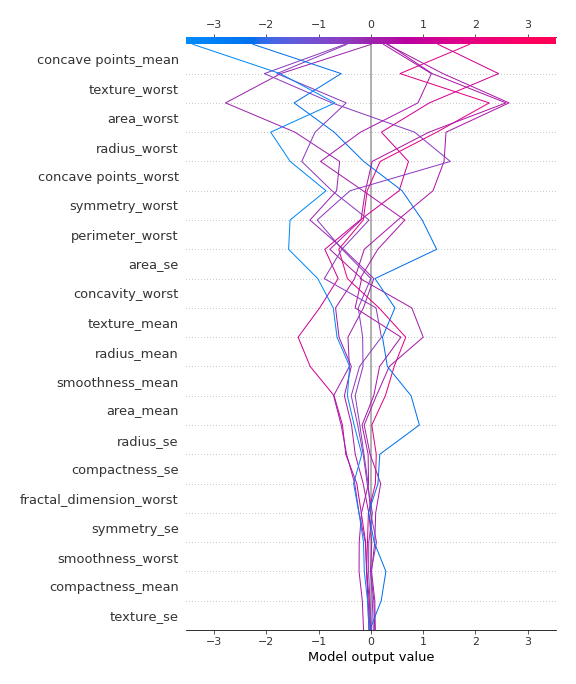 −3 −2 −1 0 1 2 3
concave points_mean
texture_worst
area_worst
radius_worst
concave points_worst
symmetry_worst
perimeter_worst
area_se
concavity_worst
texture_mean
radius_mean
smoothness_mean
area_mean
radius_se
compactness_se
fractal_dimension_worst
symmetry_se
smoothness_worst
compactness_mean
texture_se
−3 −2 −1 0 1 2 3
Model output value